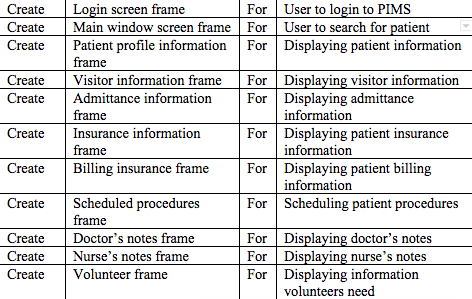 Create Login screen frame For User to login to PIMS
Create Main window screen frame For User to search for patient
Create Patient profile information For Displaying patient information
frame
Create Visitor information frame For Displaying visitor information
Create Admittance information For Displaying admittance
frame information
Create Insurance information For Displaying patient insurance
frame information
Create Billing insurance frame For Displaying patient billing
information
Create Scheduled procedures For Scheduling patient procedures
frame
Create Doctor’s notes frame For Displaying doctor’s notes
Create Nurse’s notes frame For Displaying nurse’s notes
Create Volunteer frame For Displaying information
volunteers need